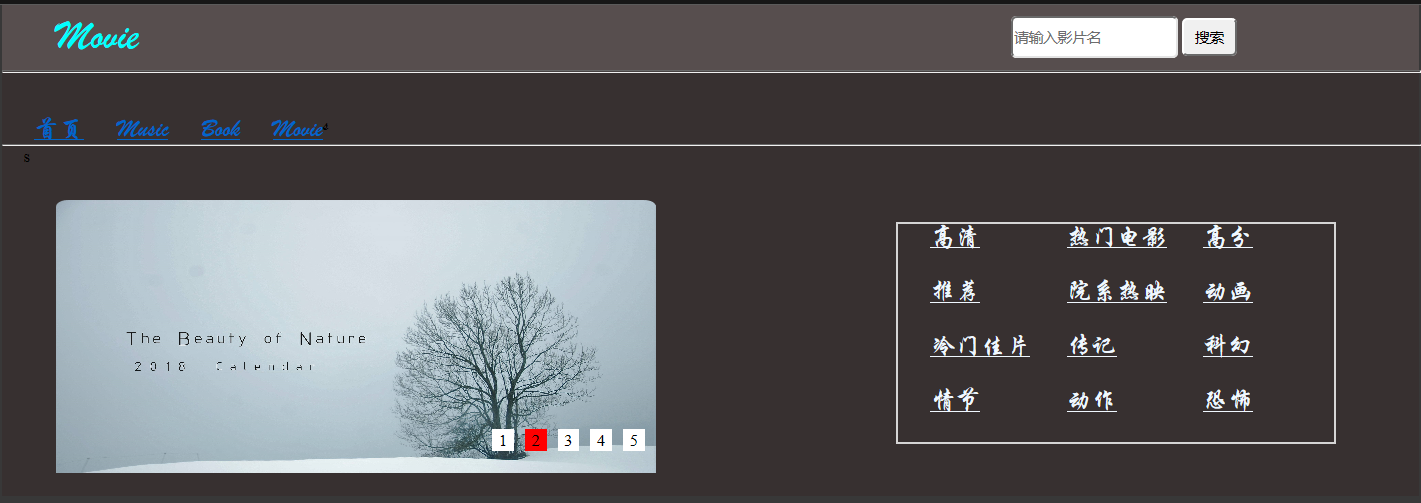 Movie 请输入影片名 搜索
首页 Music Book Movie
s
The Beauty of Nature
2018 Calendar
1 2 3 4 5
高清 热门电影 高分
推荐 院系热映 动画
冷门佳片 传记 科幻
情节 动作 恐怖